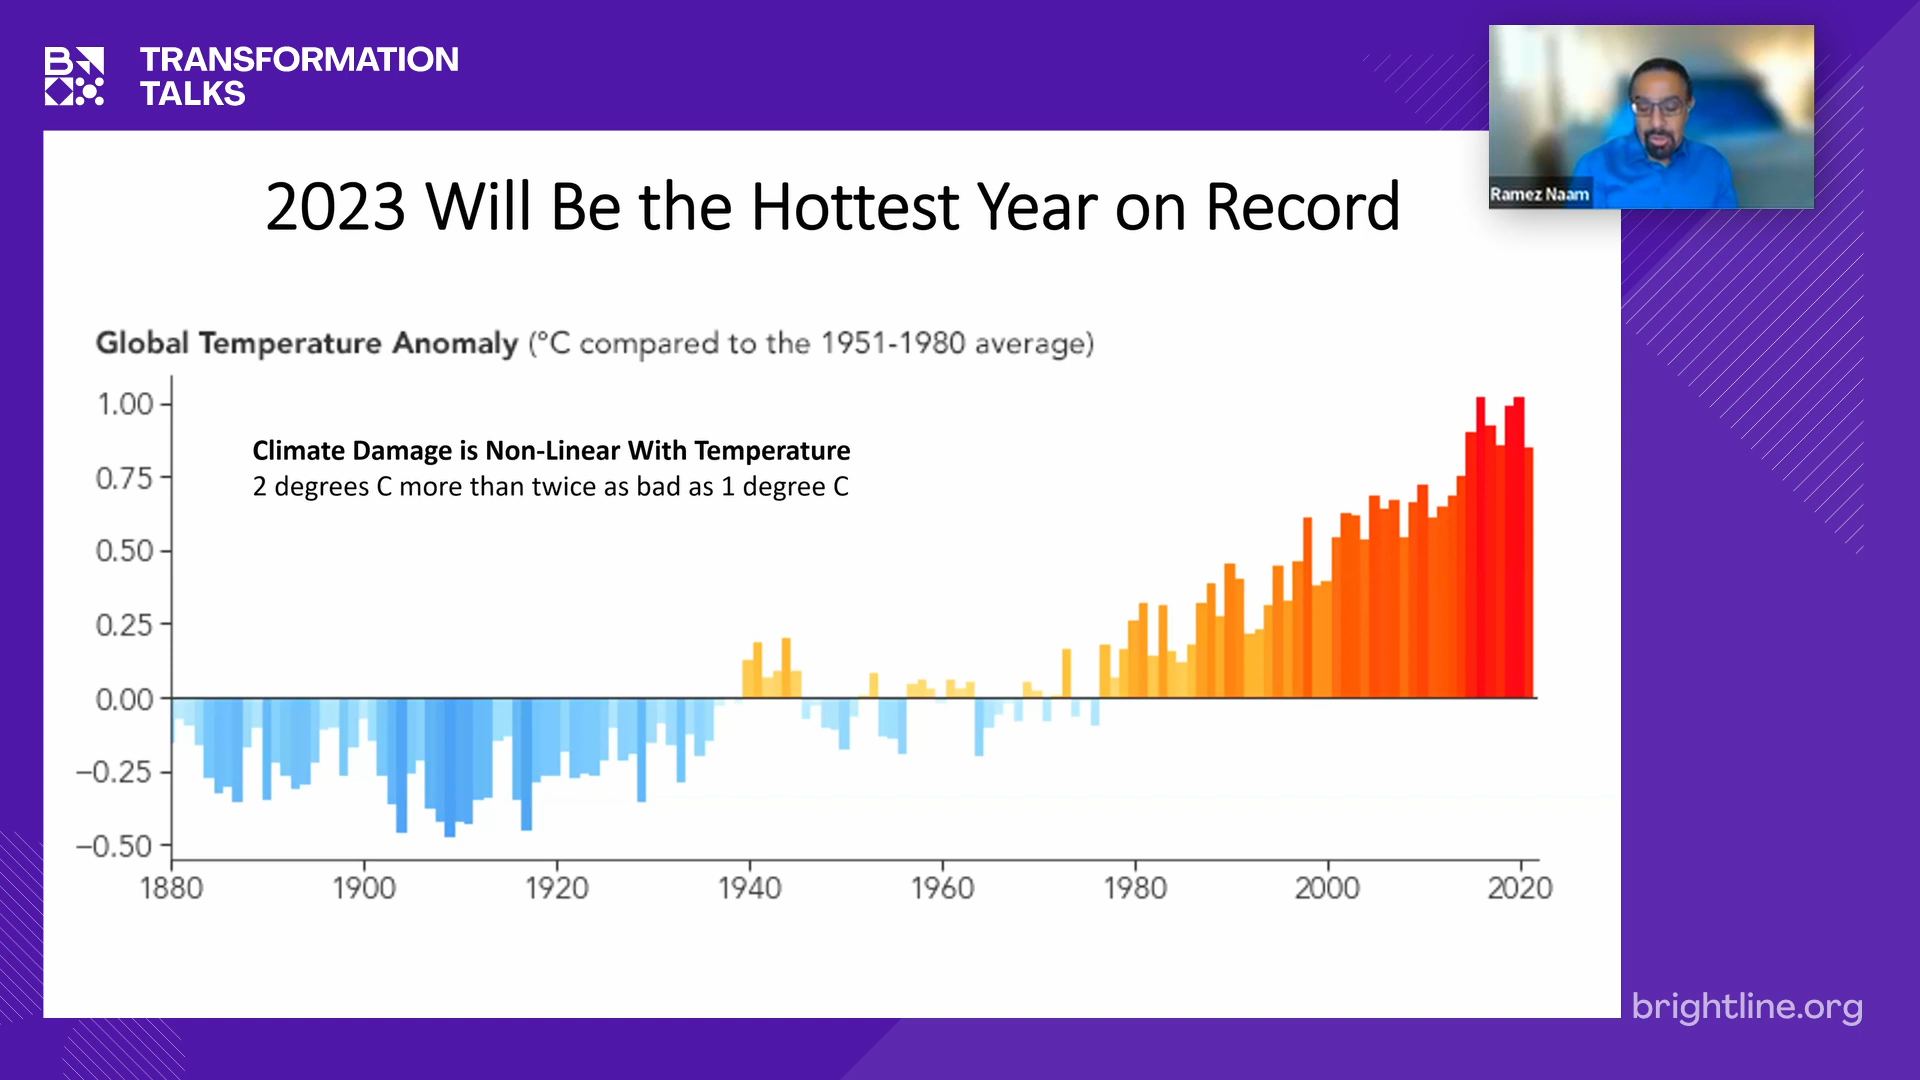 TRANSFORMATION
TALKS
Ramez Naam
2023 Will Be the Hottest Year on Record
Global Temperature Anomaly (°C compared to the 1951-1980 average)
Climate Damage is Non-Linear With Temperature
2 degrees C more than twice as bad as 1 degree C
1.00
0.75
0.50
0.25
0.00
−0.25
−0.50
1880 1900 1920 1940 1960 1980 2000 2020
brightline.org